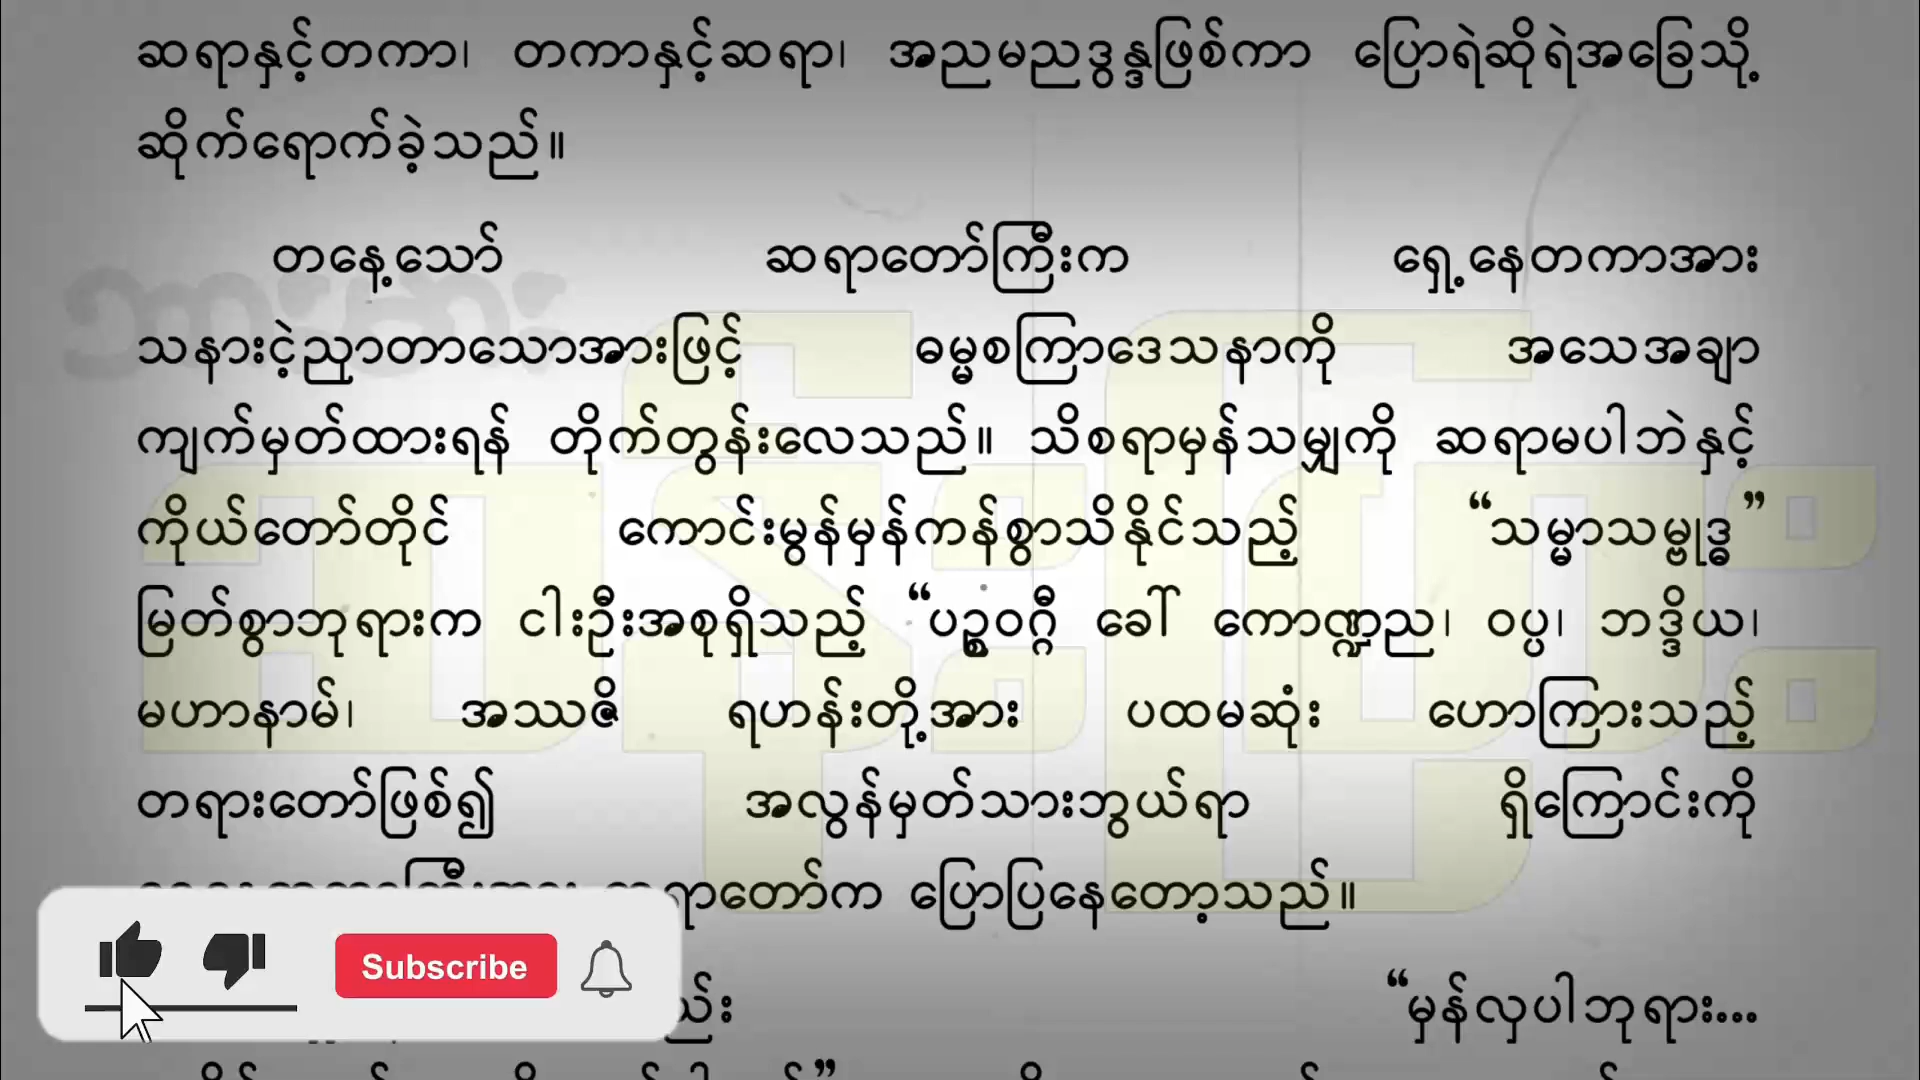 ဆရာနှင့်တကာ၊ တကာနှင့်ဆရာ၊ အညမညဒွန္ဒဖြစ်ကာ ပြောရဲဆိုရဲအခြေသို့
ဆိုက်ရောက်ခဲ့သည်။
တနေ့သော် ဆရာတော်ကြီးက ရှေ့နေတကာအား
သနားငဲ့ညှာတာသောအားဖြင့် ဓမ္မစကြာဒေသနာကို အသေအချာ
ကျက်မှတ်ထားရန် တိုက်တွန်းလေသည်။ သိစရာမှန်သမျှကို ဆရာမပါဘဲနှင့်
ကိုယ်တော်တိုင် ကောင်းမွန်မှန်ကန်စွာသိနိုင်သည့် “သမ္မာသမ္ဗုဒ္ဓ”
မြတ်စွာဘုရားက ငါးဦးအစုရှိသည့် “ပဉ္စဝဂ္ဂီ ခေါ် ကောဏ္ဍည၊ ဝပ္ပ၊ ဘဒ္ဒိယ၊
မဟာနာမ်၊ အဿဇိ ရဟန်းတို့အား ပထမဆုံး ဟောကြားသည့်
တရားတော်ဖြစ်၍ အလွန်မှတ်သားဘွယ်ရာ ရှိကြောင်းကို
ပြောပြနေတော့သည်။
Subscribe
“မှန်လှပါဘုရား...